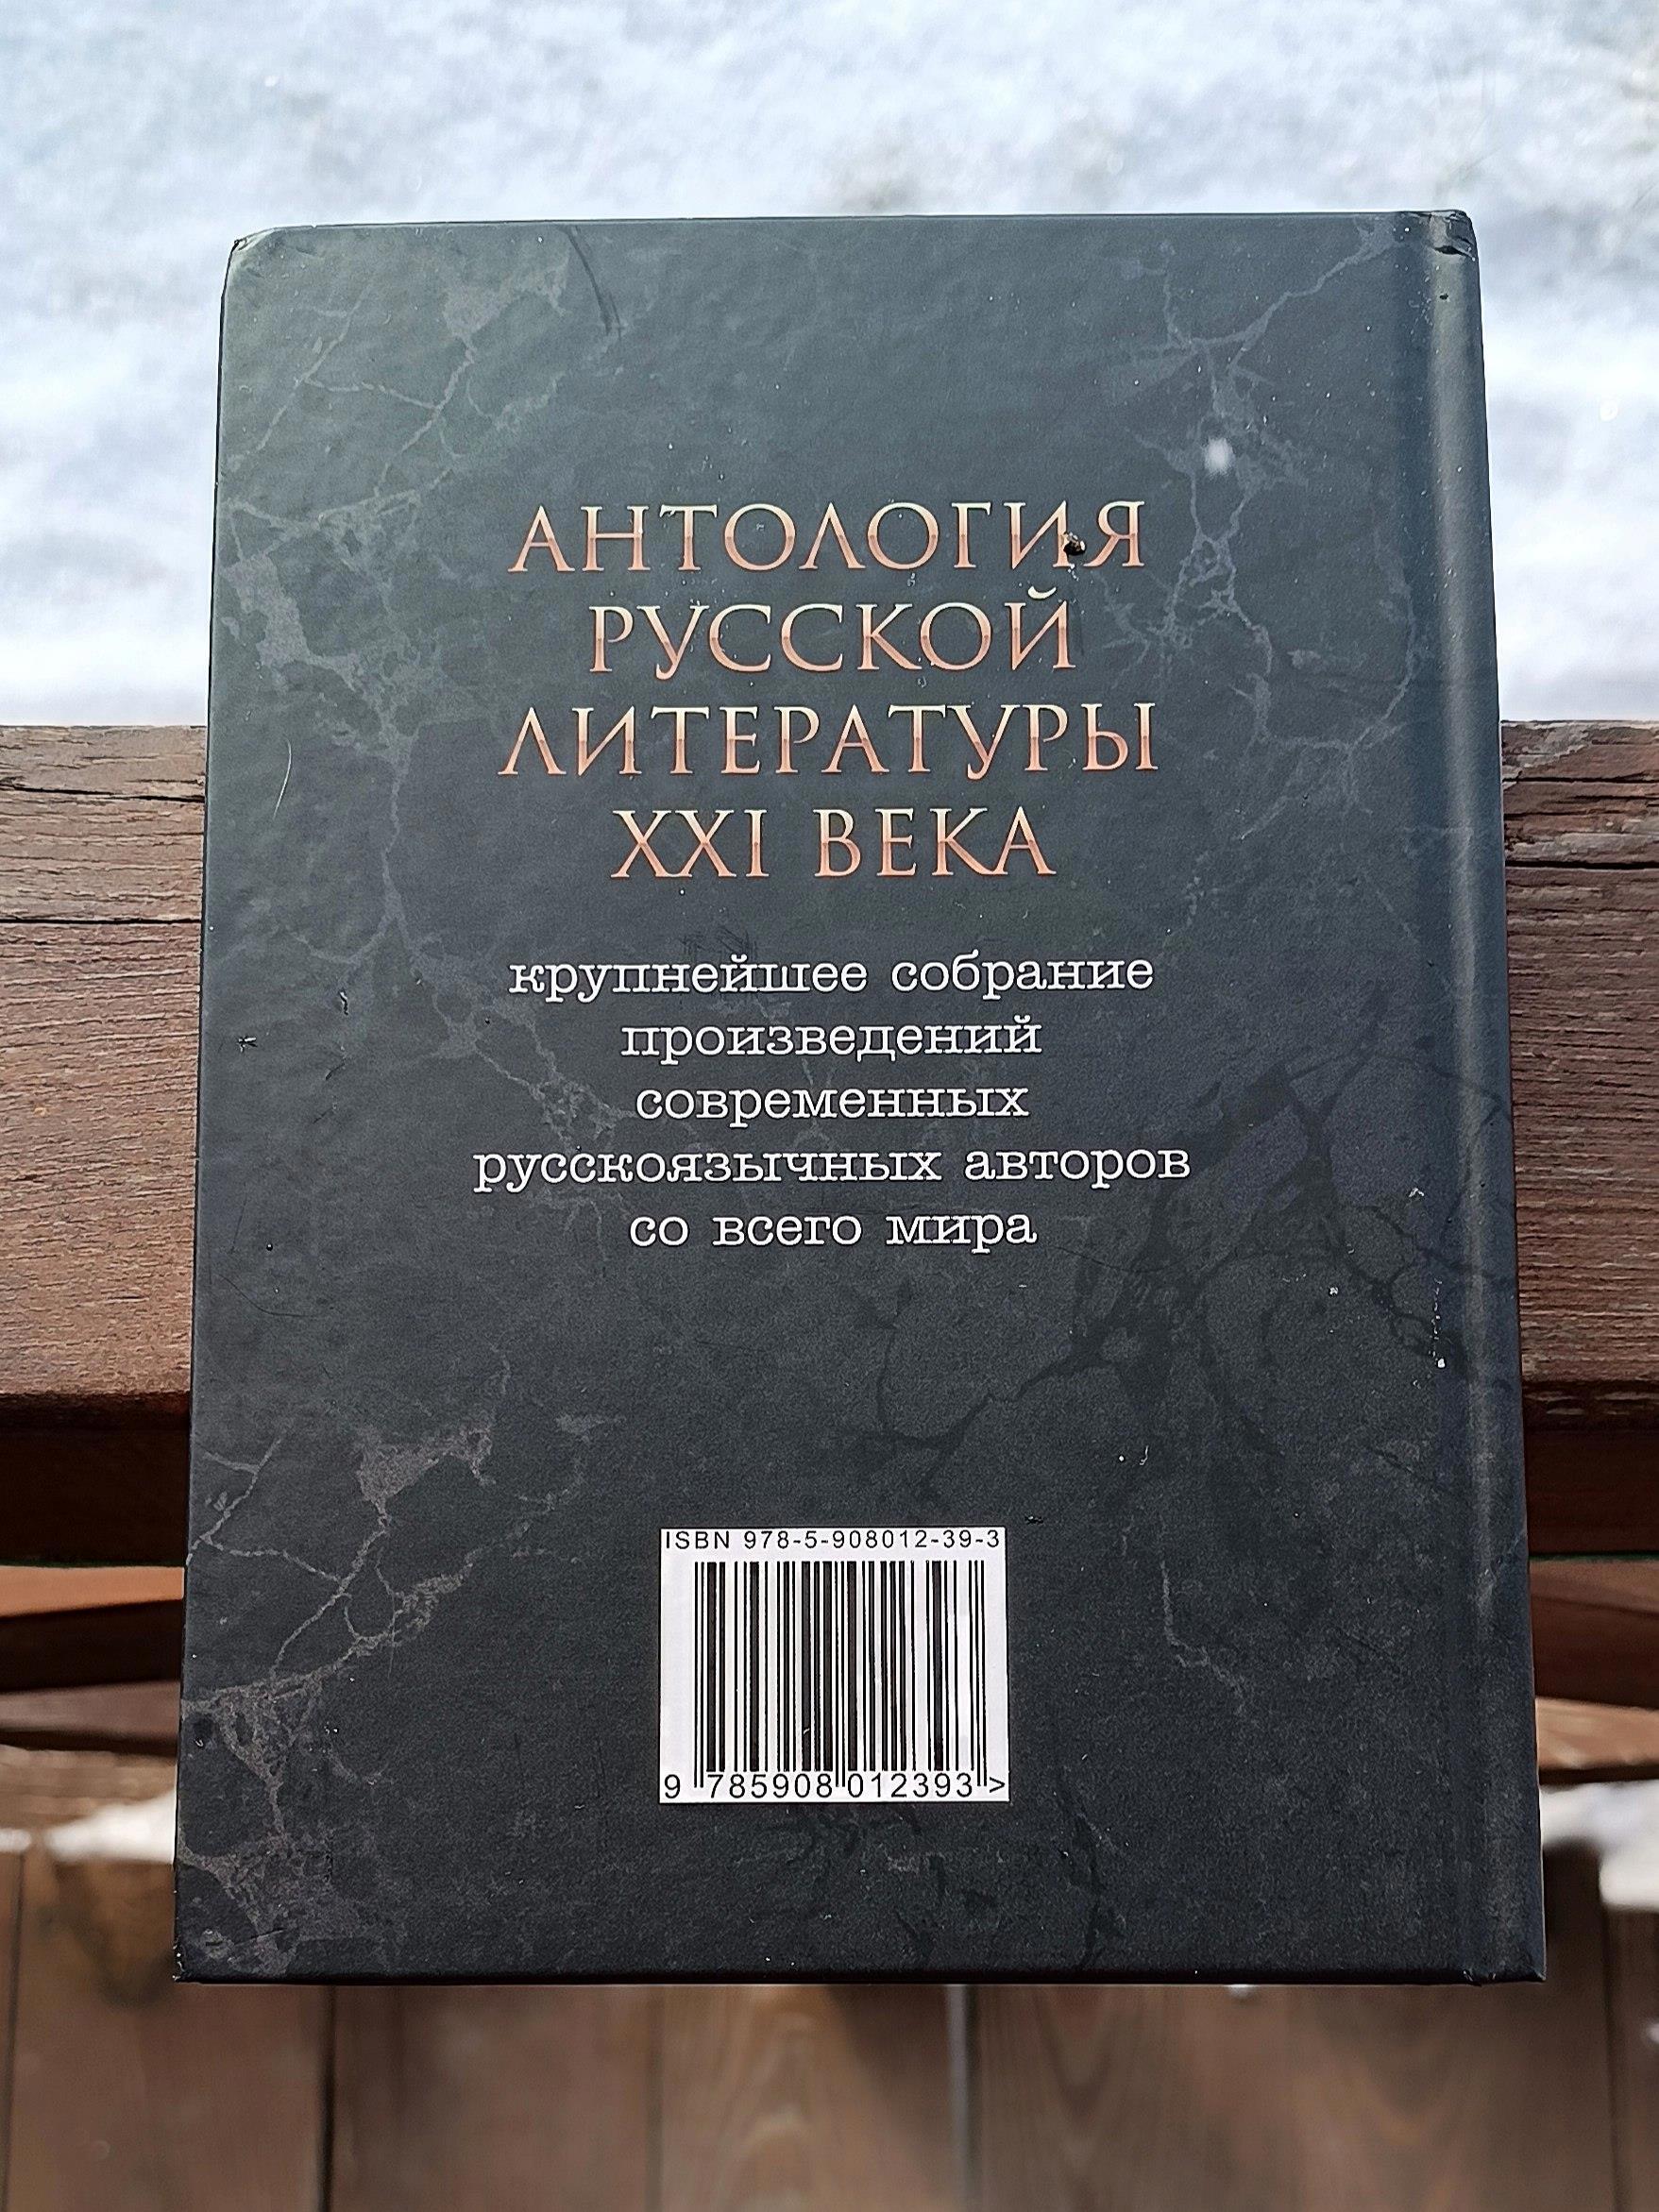 АНТОЛОГИЯ
РУССКОЙ
ЛИТЕРАТУРЫ
XXI ВЕКА
крупнейшее собрание
произведений
современных
русскоязычных авторов
со всего мира
ISBN 978-5-908012-39-3
9 785908 012393 >